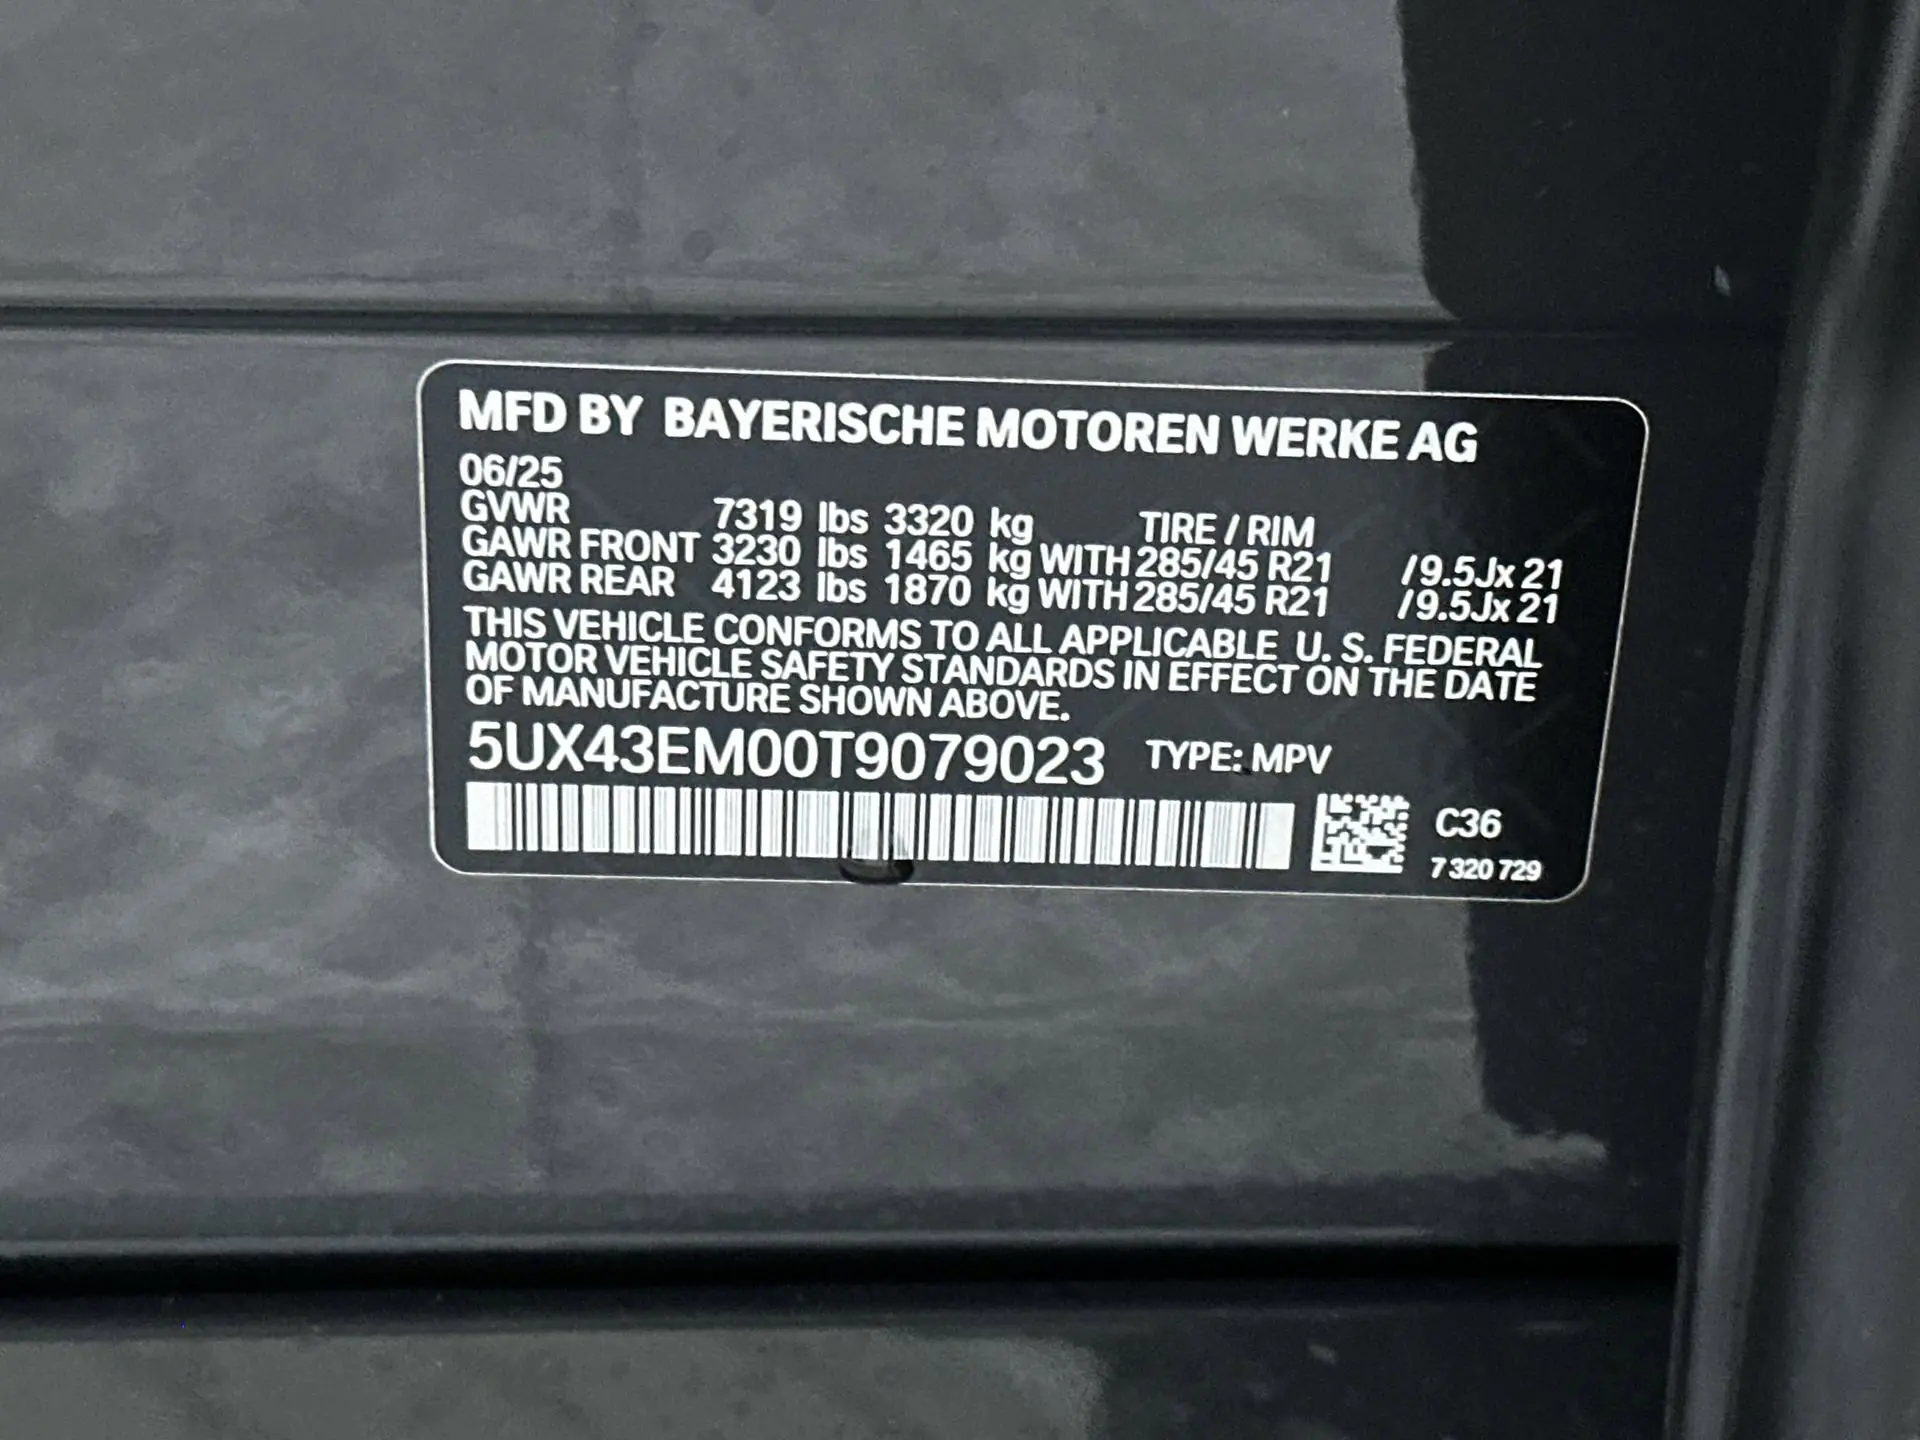 MFD BY BAYERISCHE MOTOREN WERKE AG
06/25
GVWR 7319 lbs 3320 kg TIRE / RIM
GAWR FRONT 3230 lbs 1465 kg WITH 285/45 R21 / 9.5Jx 21
GAWR REAR 4123 lbs 1870 kg WITH 285/45 R21 / 9.5Jx 21
THIS VEHICLE CONFORMS TO ALL APPLICABLE U. S. FEDERAL
MOTOR VEHICLE SAFETY STANDARDS IN EFFECT ON THE DATE
OF MANUFACTURE SHOWN ABOVE.
5UX43EM00T9079023 TYPE: MPV
C36
7 320 729